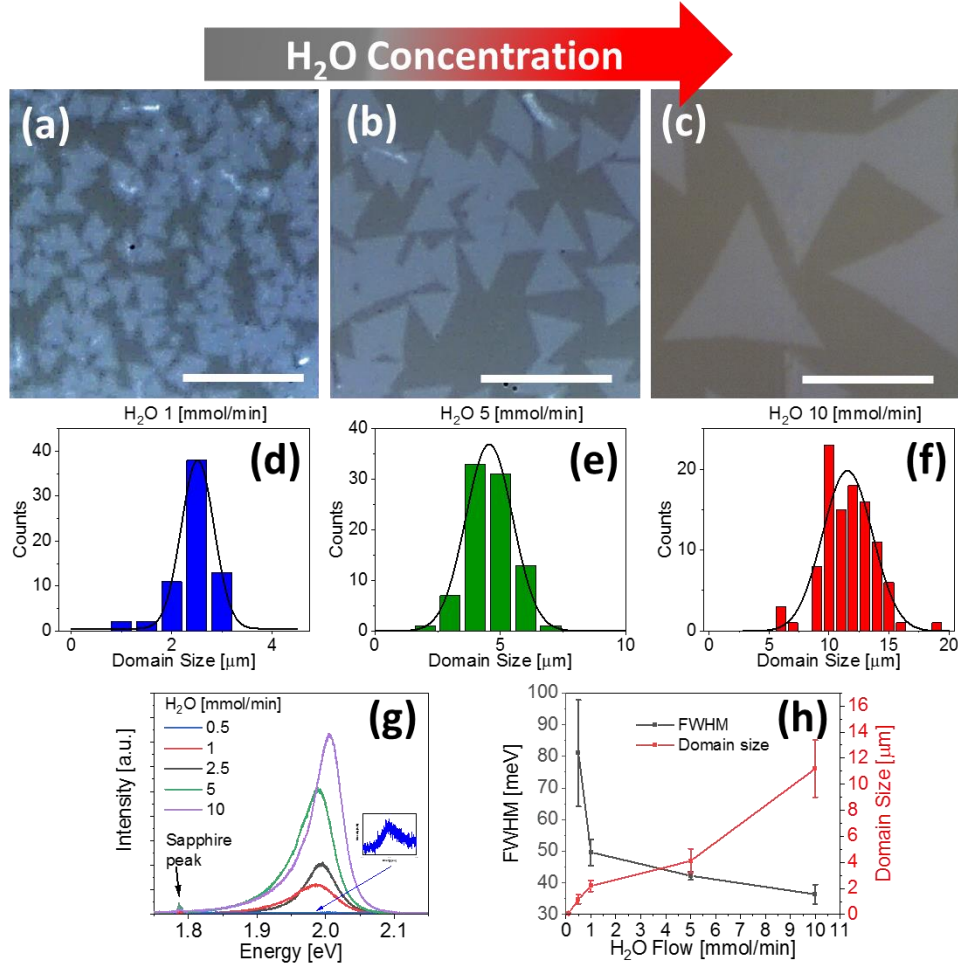 H₂O Concentration
(a)
(b)
(c)
H₂O 1 [mmol/min]
H₂O 5 [mmol/min]
H₂O 10 [mmol/min]
(d)
40
20
0
Counts
2
4
Domain Size [μm]
(e)
40
30
20
10
0
Counts
0
5
10
Domain Size [μm]
(f)
20
10
0
Counts
0
10
20
Domain Size [μm]
(g)
H₂O [mmol/min]
0.5
1
2.5
5
10
Sapphire
peak
Intensity [a.u.]
1.8
1.9
2.0
2.1
Energy [eV]
(h)
FWHM
Domain size
100
90
80
70
60
50
40
30
FWHM [meV]
16
14
12
10
8
6
4
2
0
Domain Size [μm]
0
1
2
3
4
5
6
7
8
9
10
11
H₂O Flow [mmol/min]